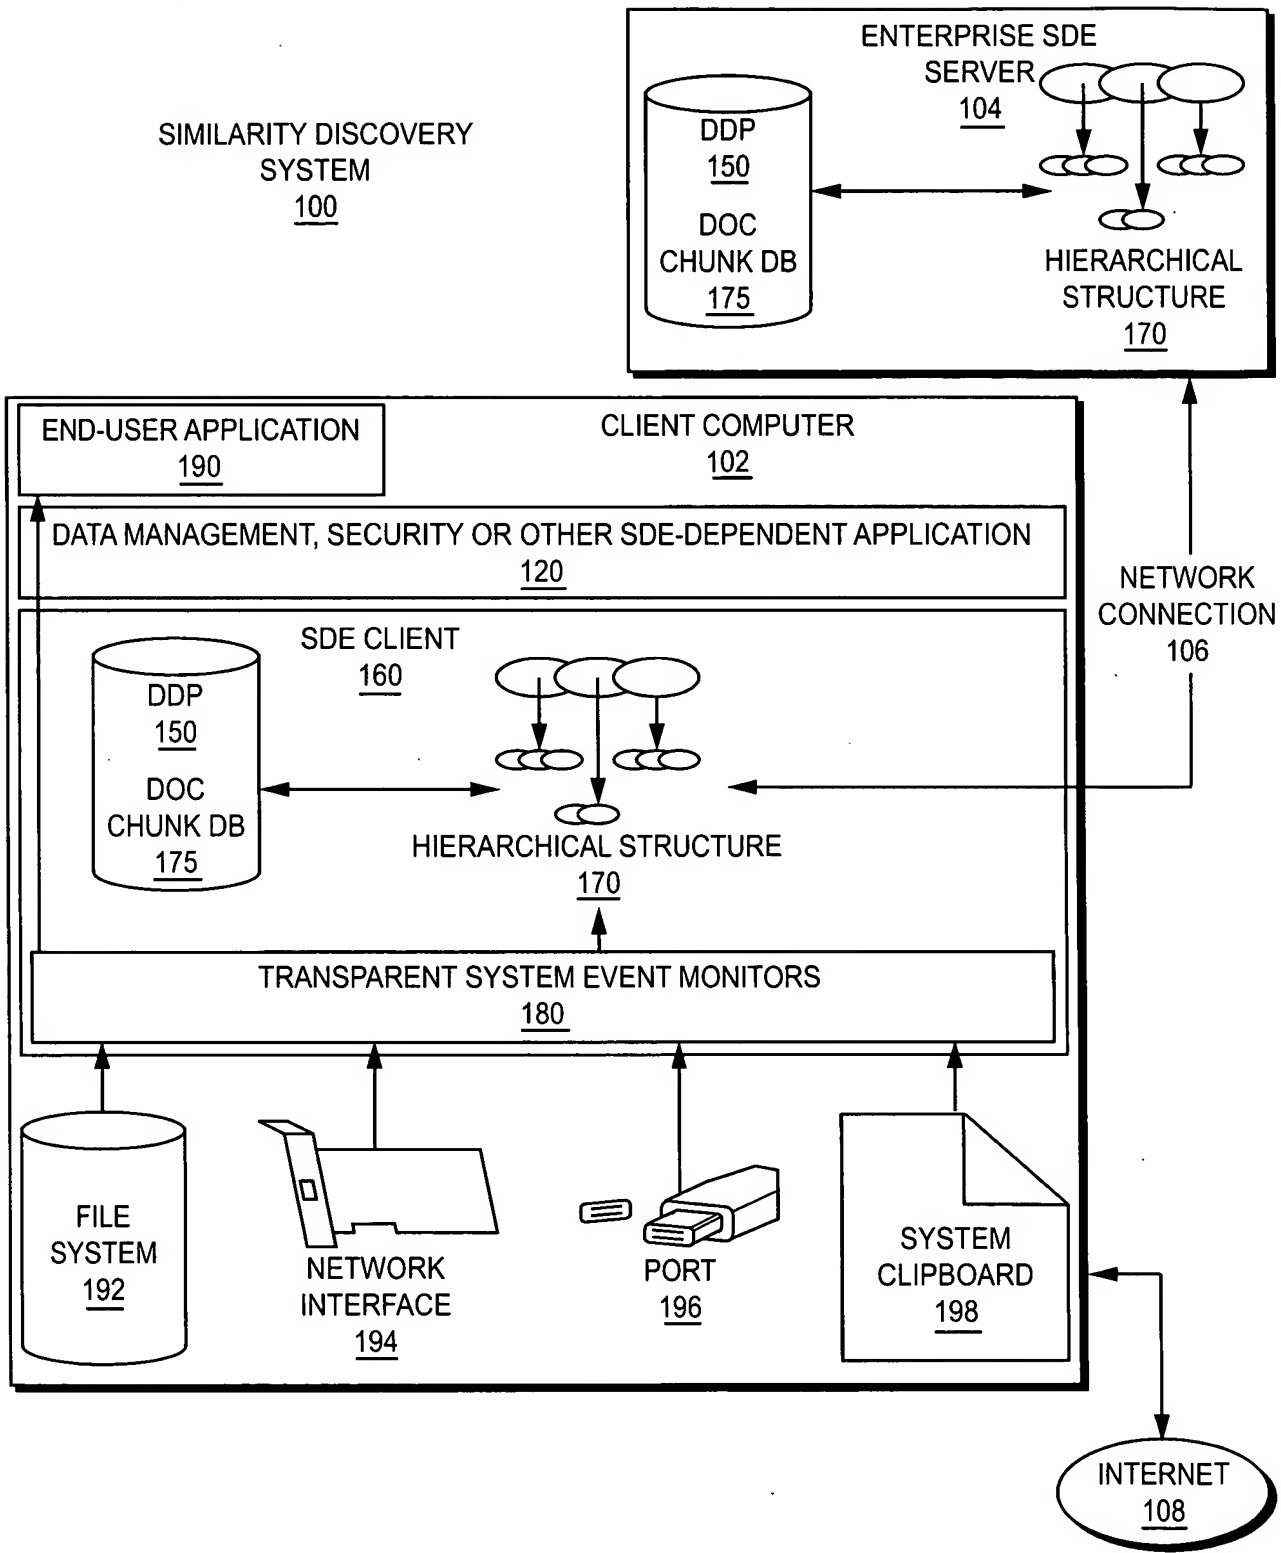 SIMILARITY DISCOVERY
SYSTEM
100
ENTERPRISE SDE
SERVER
104
DDP
150
DOC
CHUNK DB
175
HIERARCHICAL
STRUCTURE
170
END-USER APPLICATION
190
CLIENT COMPUTER
102
DATA MANAGEMENT, SECURITY OR OTHER SDE-DEPENDENT APPLICATION
120
NETWORK
CONNECTION
106
SDE CLIENT
160
DDP
150
DOC
CHUNK DB
175
HIERARCHICAL STRUCTURE
170
TRANSPARENT SYSTEM EVENT MONITORS
180
FILE
SYSTEM
192
NETWORK
INTERFACE
194
PORT
196
SYSTEM
CLIPBOARD
198
INTERNET
108